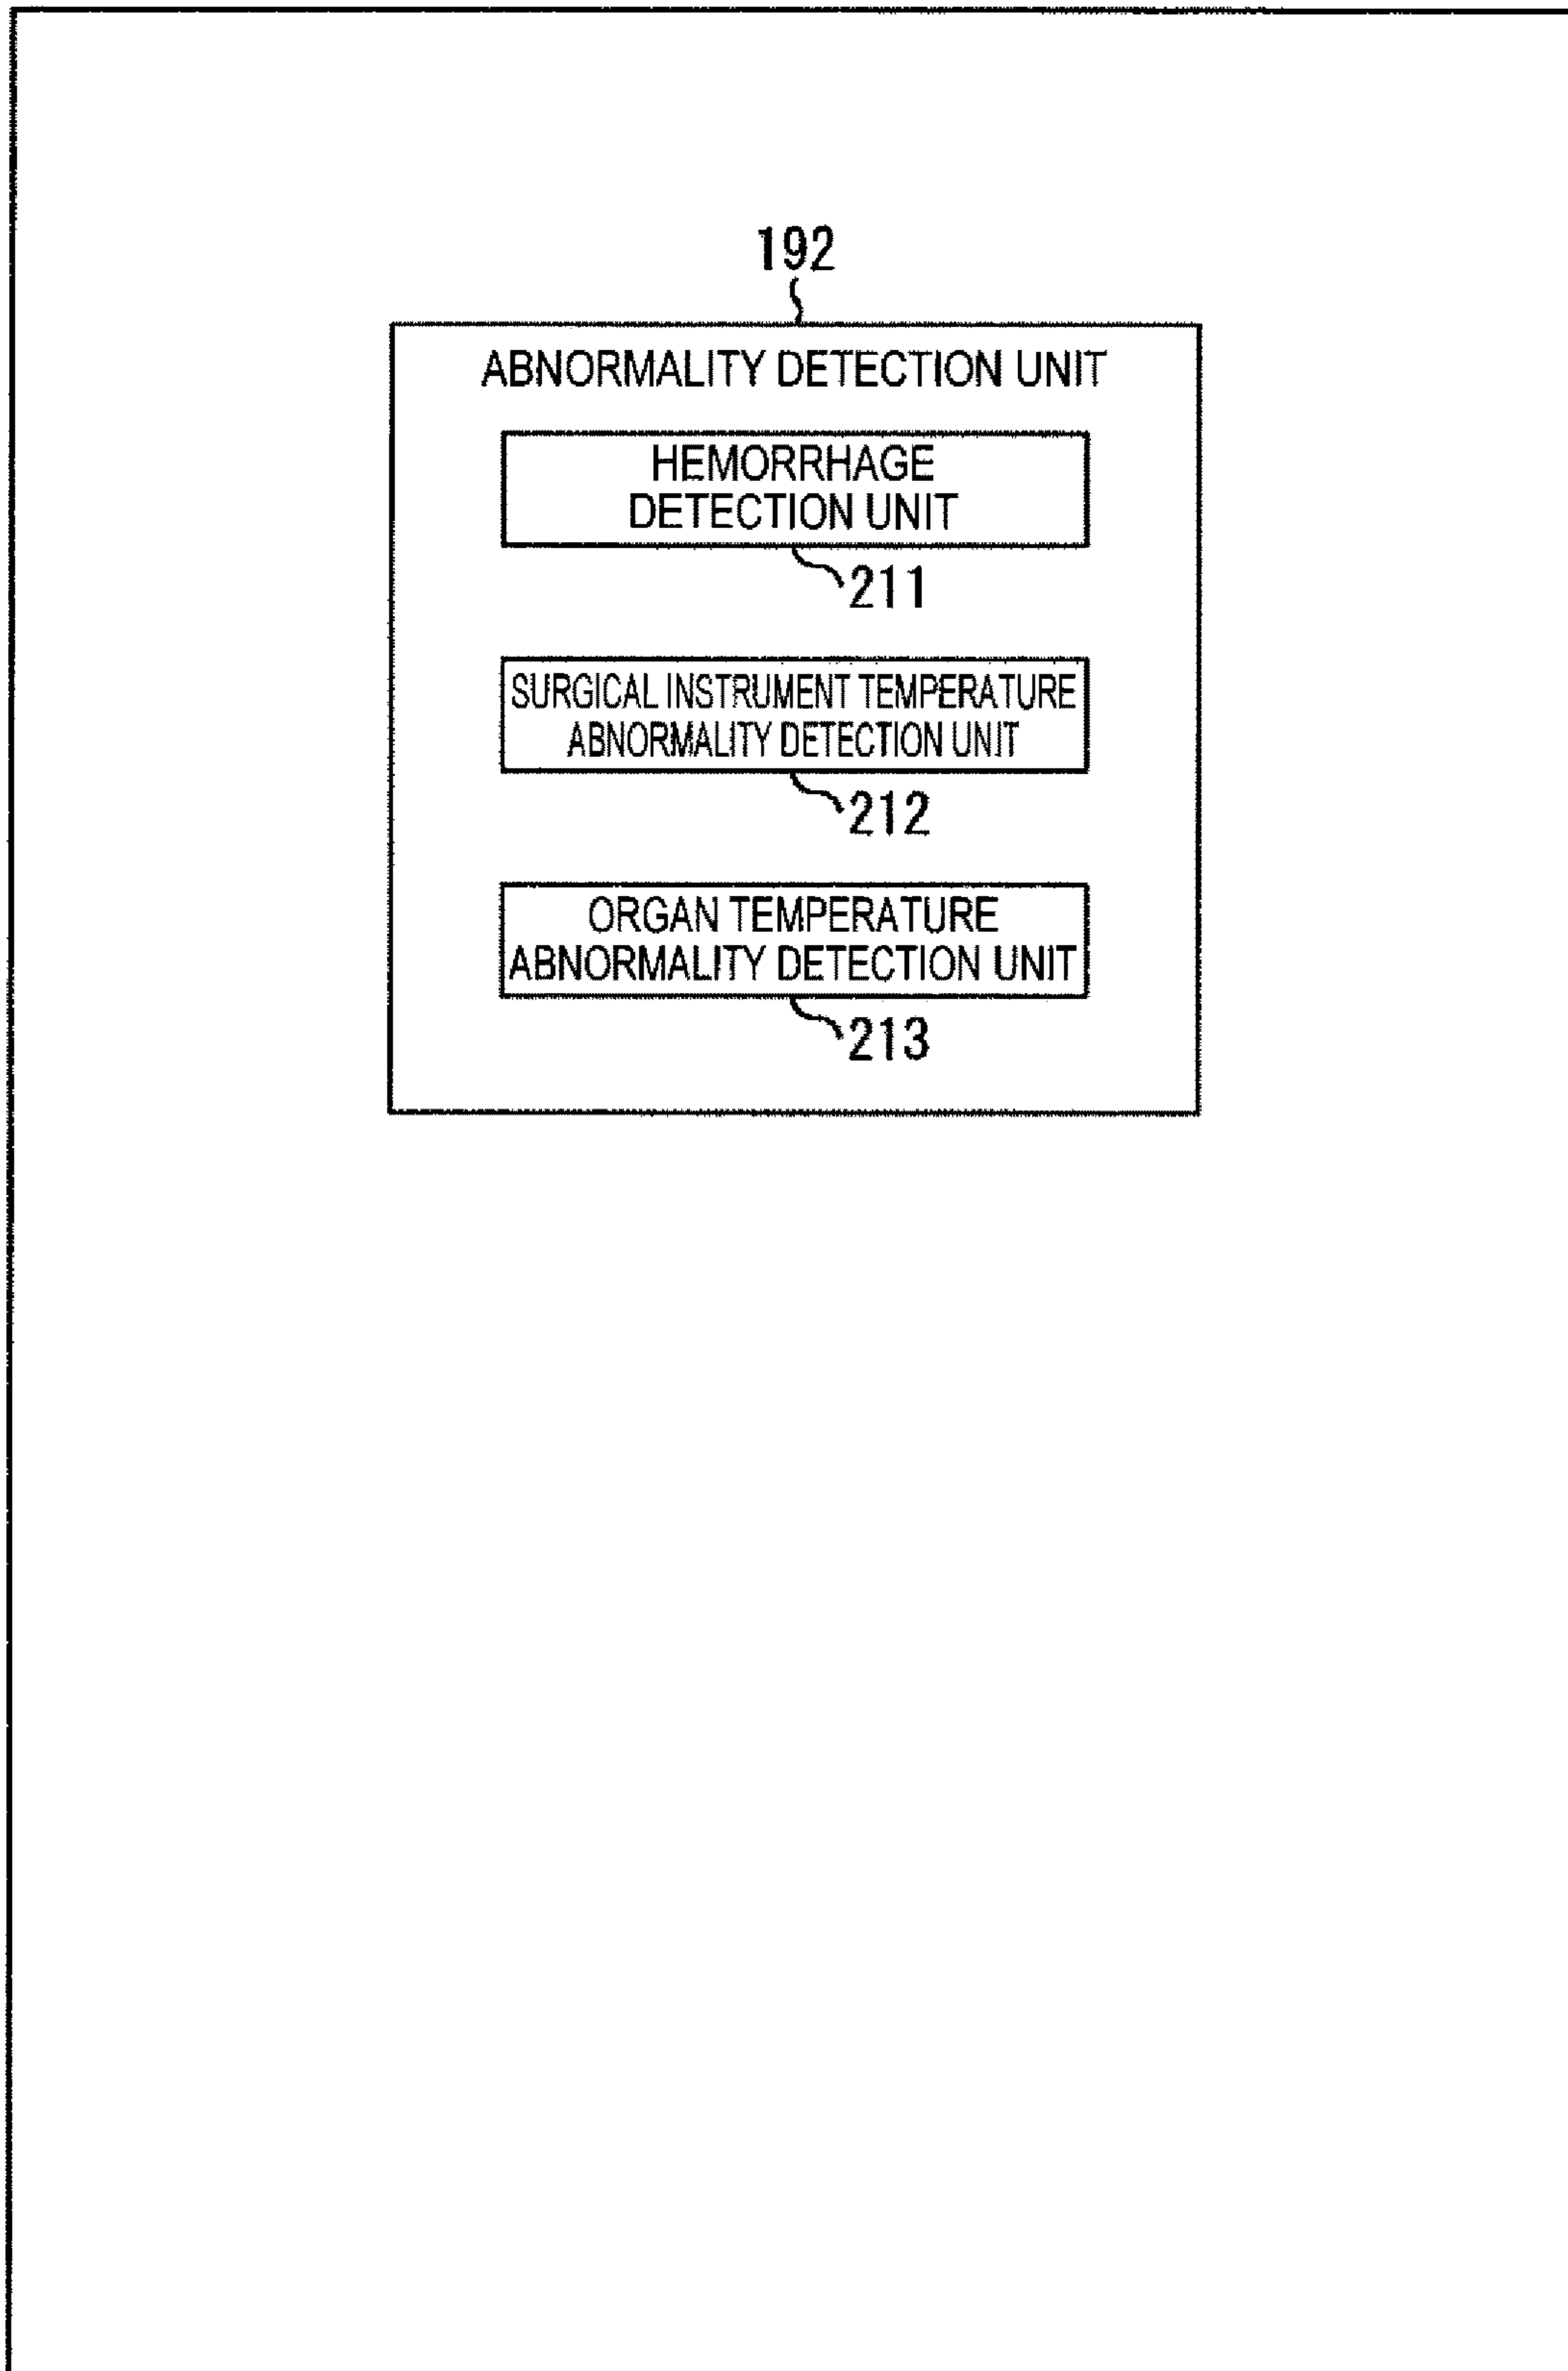 192
ABNORMALITY DETECTION UNIT
HEMORRHAGE
DETECTION UNIT
211
SURGICAL INSTRUMENT TEMPERATURE
ABNORMALITY DETECTION UNIT
212
ORGAN TEMPERATURE
ABNORMALITY DETECTION UNIT
213